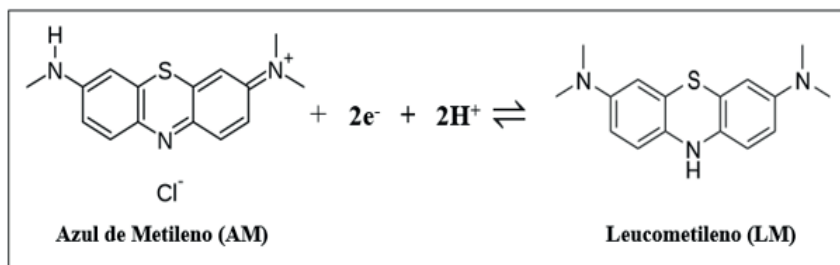 H
N
S
N
+
N
Cl⁻
+ 2e⁻ + 2H⁺ ⇌
N
S
N
N
H
Azul de Metileno (AM)
Leucometileno (LM)